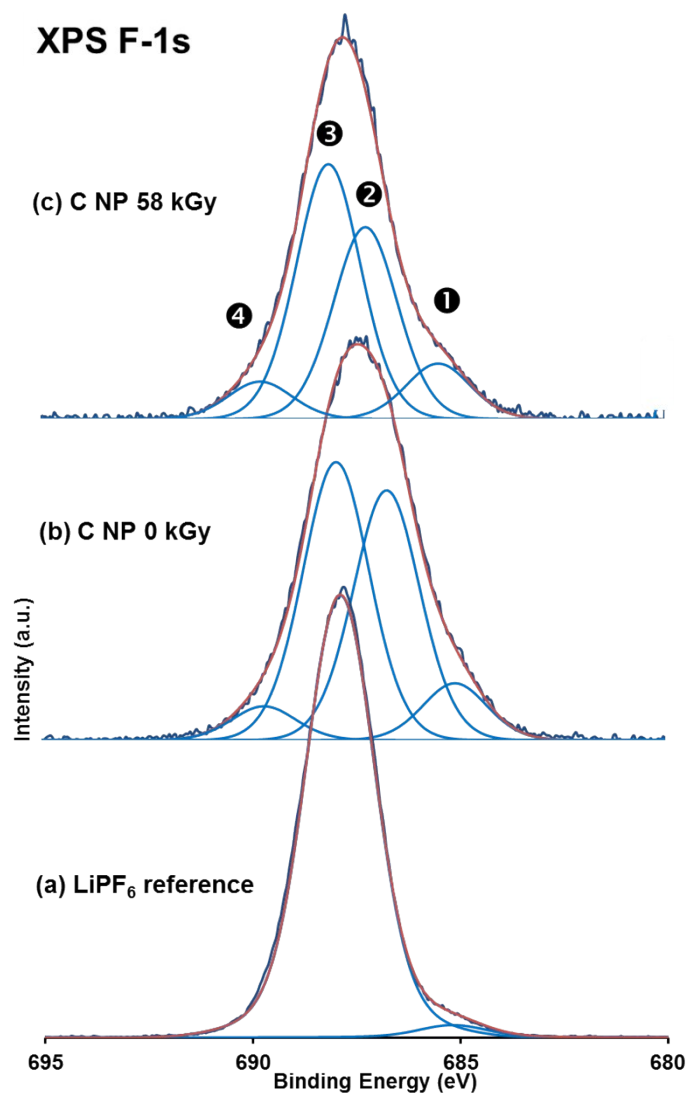 XPS F-1s
❸
❷
(c) C NP 58 kGy
❹
❶
(b) C NP 0 kGy
Intensity (a.u.)
(a) LiPF₆ reference
695 690 685 680
Binding Energy (eV)